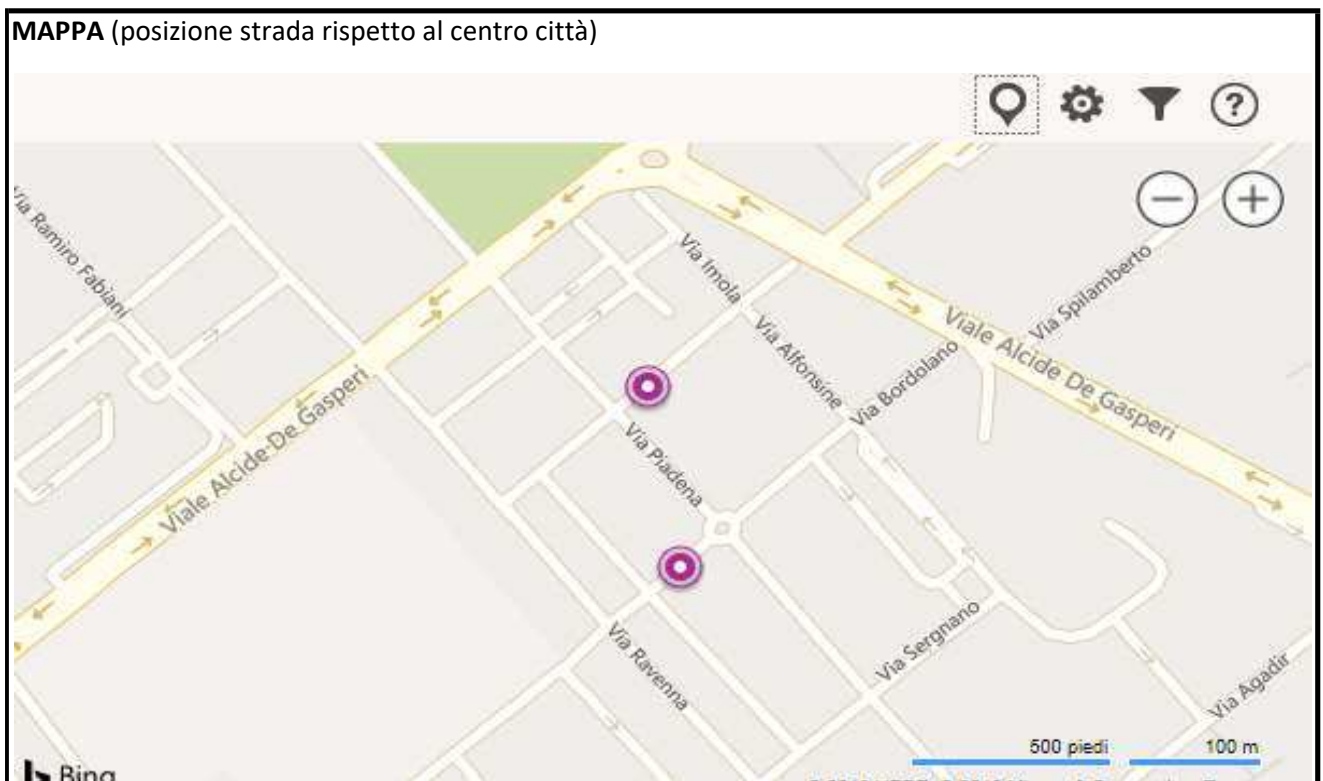 MAPPA (posizione strada rispetto al centro città)
?
Via Ramiro Fabiani
Via Imola
Via Spilamberto
Viale Alcide De Gasperi
Via Alfonsine
Via Bordolano
Viale Alcide De Gasperi
Via Piadena
Via Sergnano
Via Ravenna
Via Agadir
500 piedi 100 m
Bing